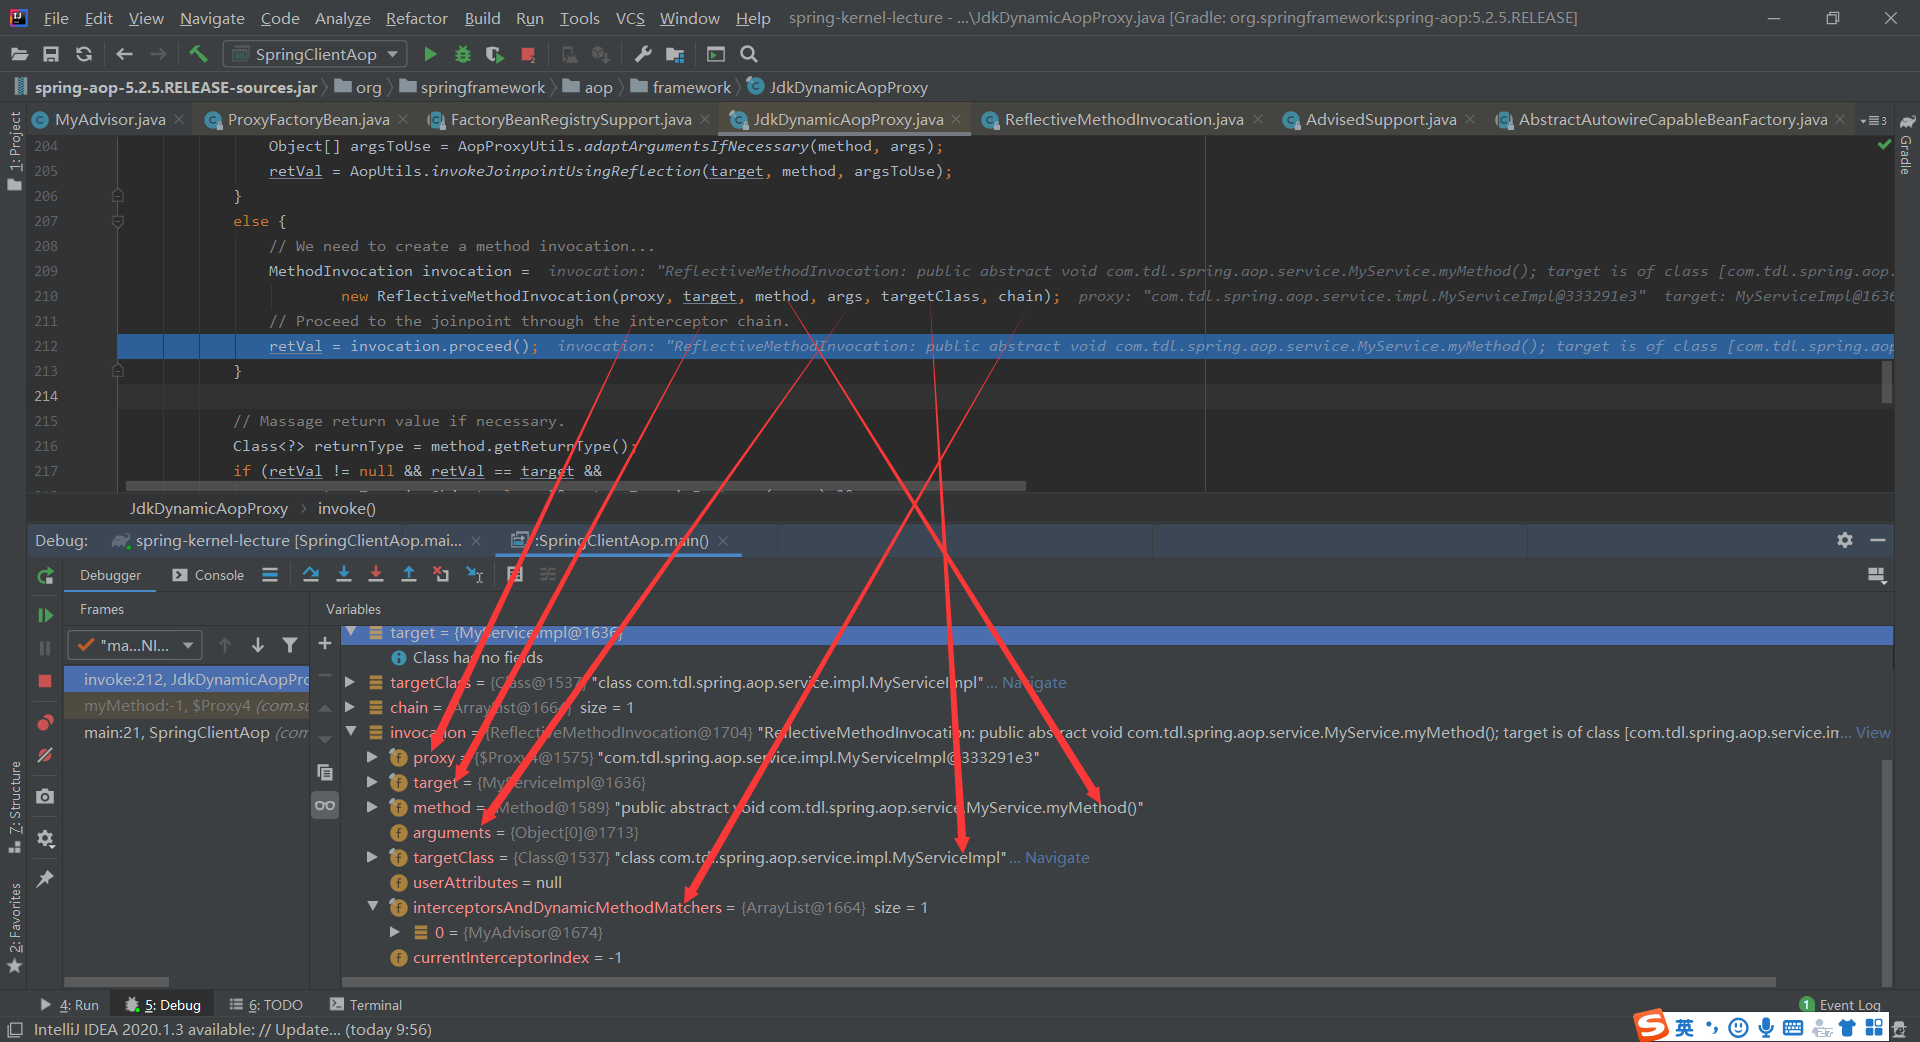 File Edit View Navigate Code Analyze Refactor Build Run Tools VCS Window Help spring-kernel-lecture - ...\JdkDynamicAopProxy.java [Gradle: org.springframework:spring-aop:5.2.5.RELEASE]
SpringClientAop
spring-aop-5.2.5.RELEASE-sources.jar org springframework aop framework JdkDynamicAopProxy
MyAdvisor.java ProxyFactoryBean.java FactoryBeanRegistrySupport.java JdkDynamicAopProxy.java ReflectiveMethodInvocation.java AdvisedSupport.java AbstractAutowireCapableBeanFactory.java 3
1: Project
Gradle
204 Object[] argsToUse = AopProxyUtils.adaptArgumentsIfNecessary(method, args);
205 retVal = AopUtils.invokeJoinpointUsingReflection(target, method, argsToUse);
206 }
207 else {
208 // We need to create a method invocation...
209 MethodInvocation invocation = invocation: "ReflectiveMethodInvocation: public abstract void com.tdl.spring.aop.service.MyService.myMethod(); target is of class [com.tdl.spring.aop.
210 new ReflectiveMethodInvocation(proxy, target, method, args, targetClass, chain); proxy: "com.tdl.spring.aop.service.impl.MyServiceImpl@333291e3" target: MyServiceImpl@1636
211 // Proceed to the joinpoint through the interceptor chain.
212 retVal = invocation.proceed(); invocation: "ReflectiveMethodInvocation: public abstract void com.tdl.spring.aop.service.MyService.myMethod(); target is of class [com.tdl.spring.aop
213 }
214
215 // Massage return value if necessary.
216 Class<?> returnType = method.getReturnType();
217 if (retVal != null && retVal == target &&
JdkDynamicAopProxy invoke()
Debug: spring-kernel-lecture [SpringClientAop.mai... :SpringClientAop.main()
Debugger Console
Frames Variables
"ma...NI...
invoke:212, JdkDynamicAopPro
myMethod:-1, $Proxy4 (com.su
main:21, SpringClientAop (com
target = {MyServiceImpl@1636}
Class has no fields
targetClass = {Class@1537} "class com.tdl.spring.aop.service.impl.MyServiceImpl" ... Navigate
chain = {ArrayList@1664} size = 1
invocation = {ReflectiveMethodInvocation@1704} "ReflectiveMethodInvocation: public abstract void com.tdl.spring.aop.service.MyService.myMethod(); target is of class [com.tdl.spring.aop.service.in... View
proxy = {$Proxy4@1575} "com.tdl.spring.aop.service.impl.MyServiceImpl@333291e3"
target = {MyServiceImpl@1636}
method = {Method@1589} "public abstract void com.tdl.spring.aop.service.MyService.myMethod()"
arguments = {Object[0]@1713}
targetClass = {Class@1537} "class com.tdl.spring.aop.service.impl.MyServiceImpl" ... Navigate
userAttributes = null
interceptorsAndDynamicMethodMatchers = {ArrayList@1664} size = 1
0 = {MyAdvisor@1674}
currentInterceptorIndex = -1
7: Structure
2: Favorites
4: Run 5: Debug 6: TODO Terminal 1 Event Log
IntelliJ IDEA 2020.1.3 available: // Update... (today 9:56)
英